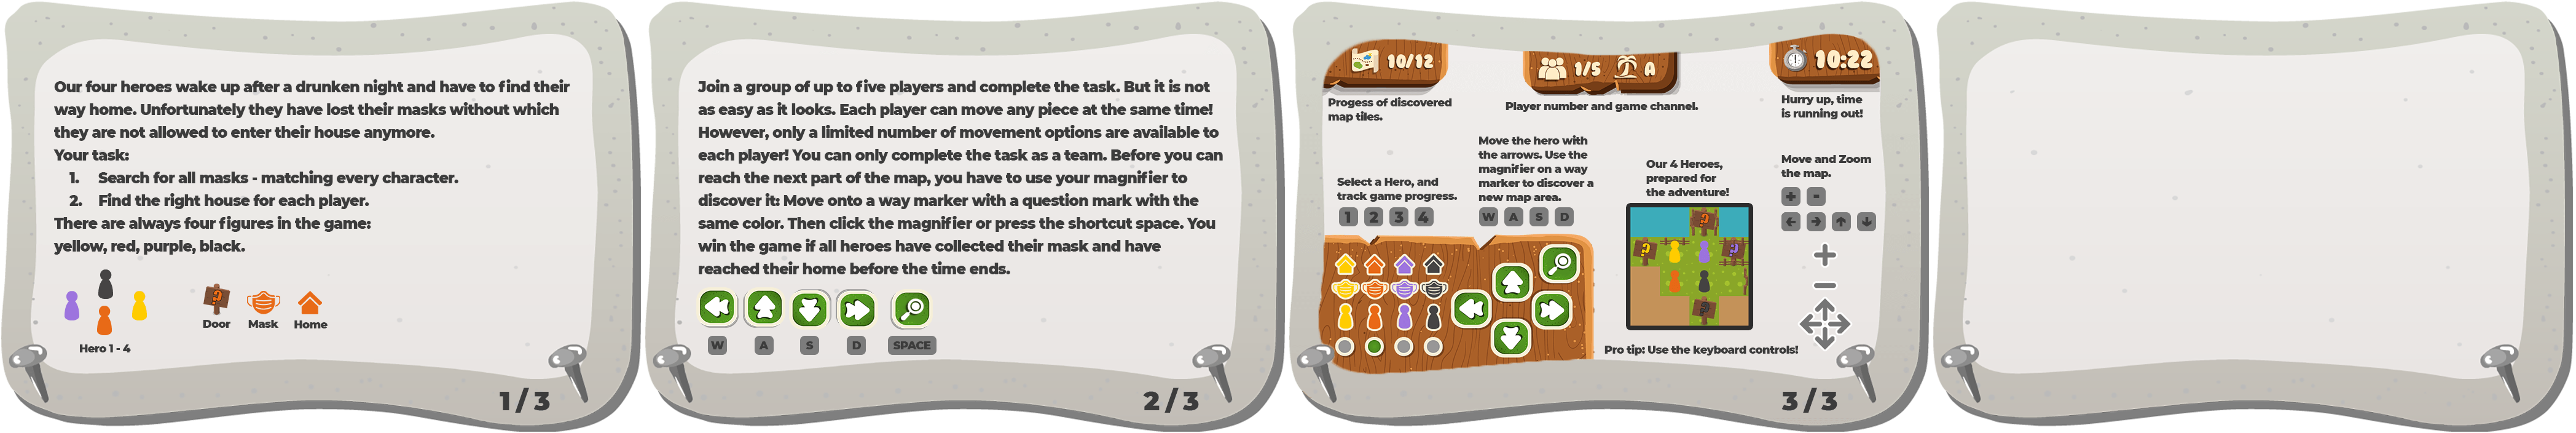 Our four heroes wake up after a drunken night and have to find their
way home. Unfortunately they have lost their masks without which
they are not allowed to enter their house anymore.
Your task:
1. Search for all masks - matching every character.
2. Find the right house for each player.
There are always four figures in the game:
yellow, red, purple, black.
Door
Mask
Home
Hero 1 - 4
1 / 3
Join a group of up to five players and complete the task. But it is not
as easy as it looks. Each player can move any piece at the same time!
However, only a limited number of movement options are available to
each player! You can only complete the task as a team. Before you can
reach the next part of the map, you have to use your magnifier to
discover it: Move onto a way marker with a question mark with the
same color. Then click the magnifier or press the shortcut space. You
win the game if all heroes have collected their mask and have
reached their home before the time ends.
W
A
S
D
SPACE
2 / 3
10/12
1/5
A
10:22
Progess of discovered
map tiles.
Player number and game channel.
Hurry up, time
is running out!
Move the hero with
the arrows. Use the
magnifier on a way
marker to discover a
new map area.
Select a Hero, and
track game progress.
1 2 3 4
W A S D
Our 4 Heroes,
prepared for
the adventure!
Move and Zoom
the map.
+ -
← → ↑ ↓
?
?
?
?
+
-
Pro tip: Use the keyboard controls!
3 / 3